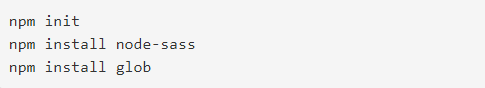 npm init
npm install node-sass
npm install glob